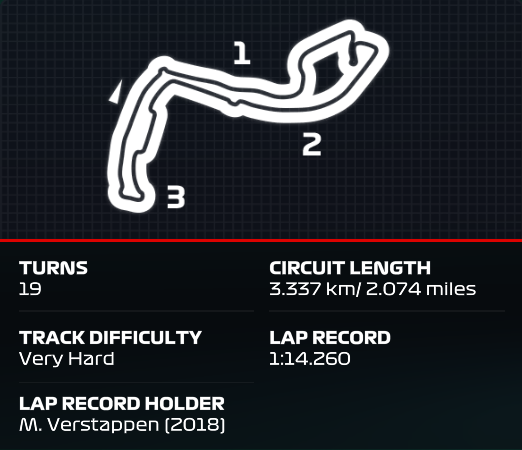 1
2
3
TURNS
19
CIRCUIT LENGTH
3.337 km/ 2.074 miles
TRACK DIFFICULTY
Very Hard
LAP RECORD
1:14.260
LAP RECORD HOLDER
M. Verstappen (2018)